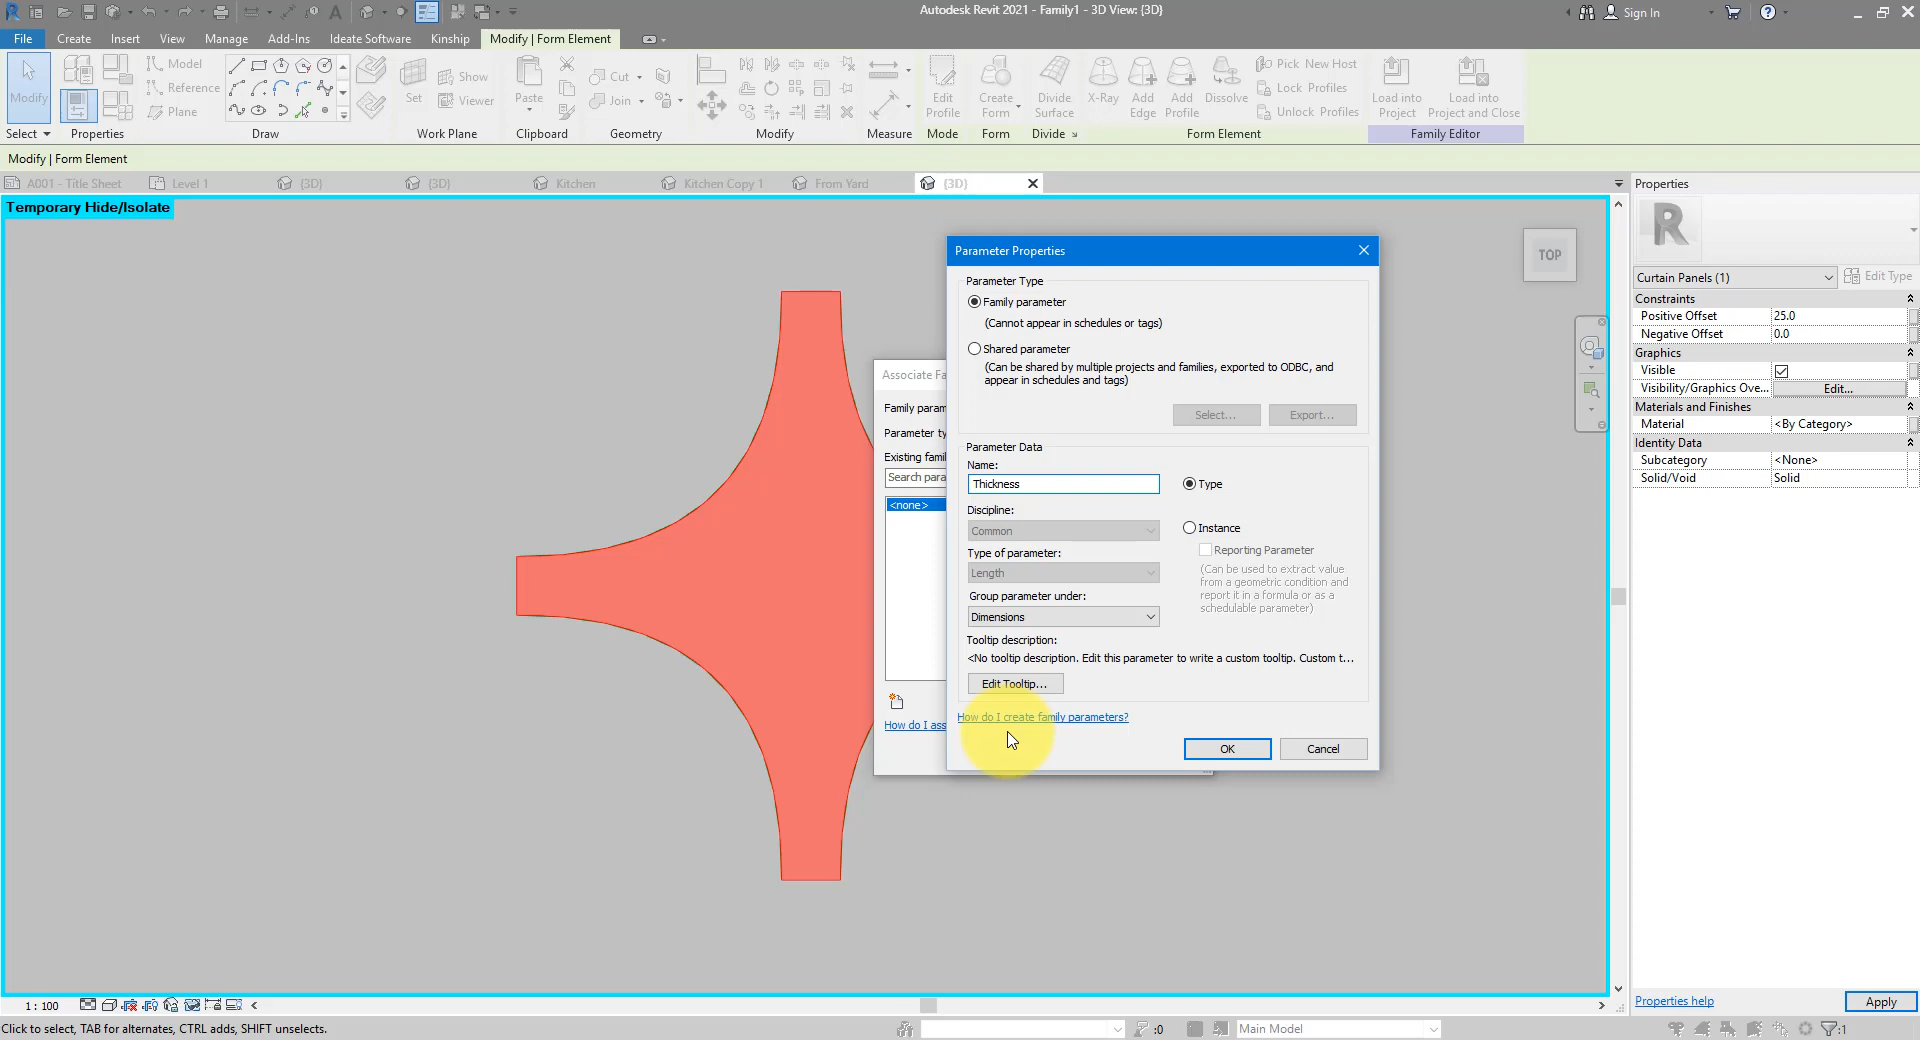 Autodesk Revit 2021 - Family1 - 3D View: {3D}
Sign In
File
Create
Insert
View
Manage
Add-Ins
Ideate Software
Kinship
Modify | Form Element
Modify
Model
Reference
Plane
Set
Show
Viewer
Paste
Cut
Join
Edit Profile
Create Form
Divide Surface
X-Ray
Add Edge
Add Profile
Dissolve
Pick New Host
Lock Profiles
Unlock Profiles
Load into Project
Load into Project and Close
Select
Properties
Draw
Work Plane
Clipboard
Geometry
Modify
Measure
Mode
Form
Divide
Form Element
Family Editor
Modify | Form Element
A001 - Title Sheet
Level 1
{3D}
{3D}
Kitchen
Kitchen Copy 1
From Yard
{3D}
Temporary Hide/Isolate
TOP
Associate Fa
Family param
Parameter ty
Existing famil
Search para
<none>
How do I ass
Parameter Properties
Parameter Type
Family parameter
(Cannot appear in schedules or tags)
Shared parameter
(Can be shared by multiple projects and families, exported to ODBC, and
appear in schedules and tags)
Select...
Export...
Parameter Data
Name:
Thickness
Type
Discipline:
Common
Instance
Reporting Parameter
(Can be used to extract value
from a geometric condition and
report it in a formula or as a
schedulable parameter)
Type of parameter:
Length
Group parameter under:
Dimensions
Tooltip description:
<No tooltip description. Edit this parameter to write a custom tooltip. Custom t...
Edit Tooltip...
How do I create family parameters?
OK
Cancel
Properties
R
Curtain Panels (1)
Edit Type
Constraints
Positive Offset 25.0
Negative Offset 0.0
Graphics
Visible
Visibility/Graphics Ove... Edit...
Materials and Finishes
Material <By Category>
Identity Data
Subcategory <None>
Solid/Void Solid
Properties help
Apply
1 : 100
Click to select, TAB for alternates, CTRL adds, SHIFT unselects.
:0
Main Model
:1